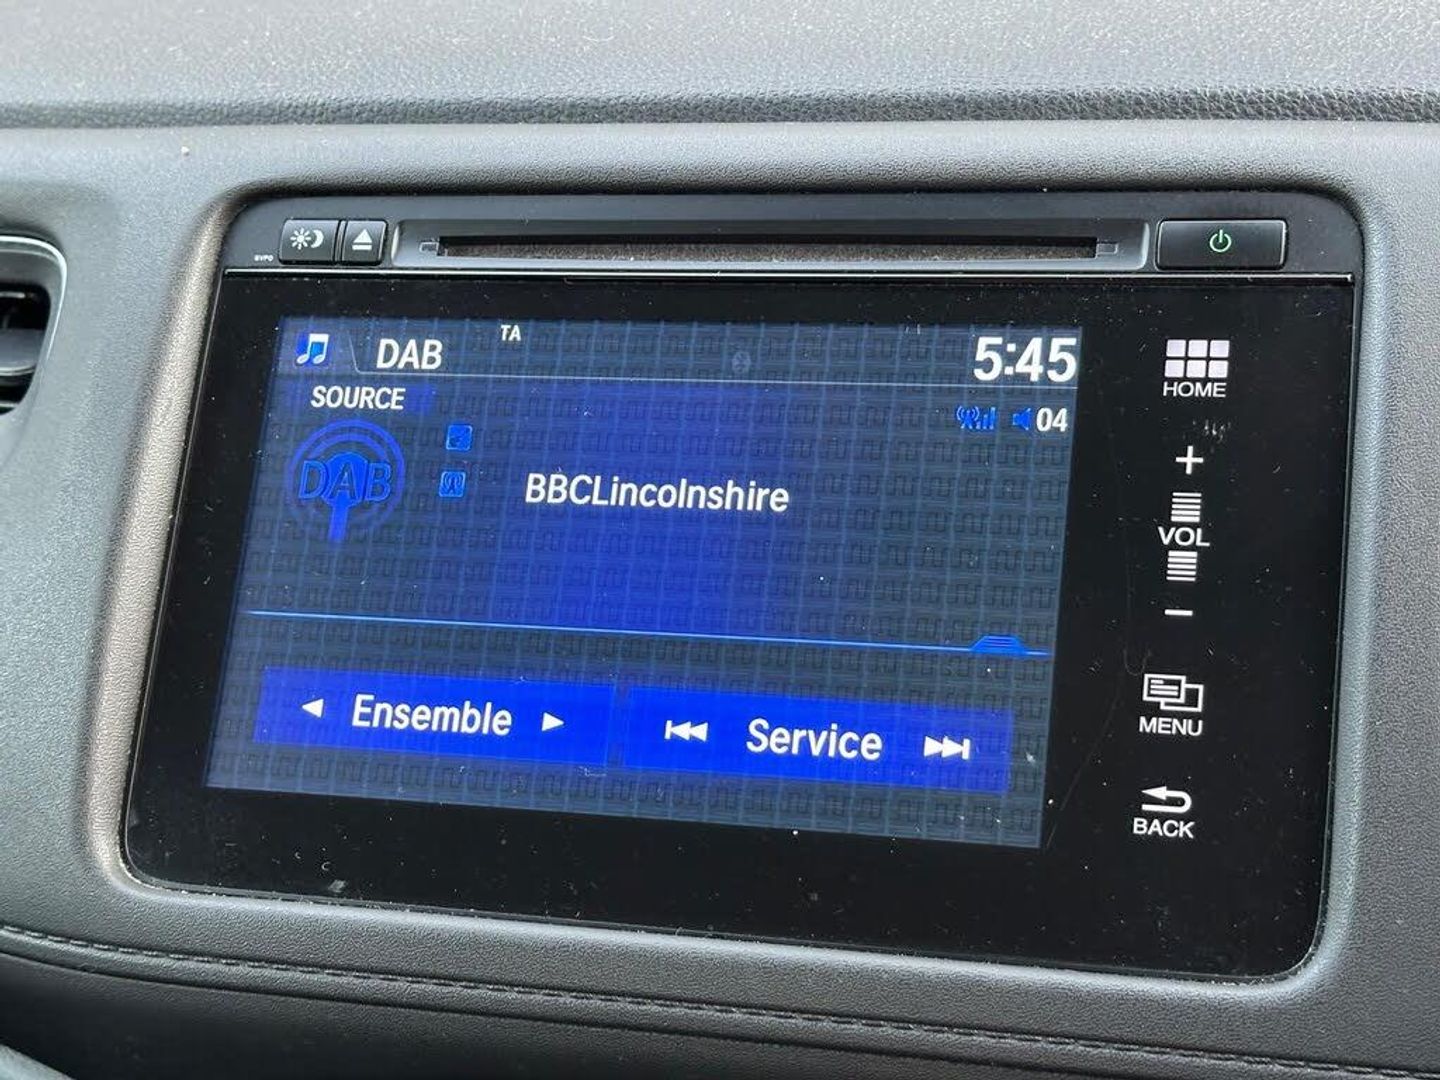 DAB
TA
5:45
SOURCE
04
DAB
BBCLincolnshire
Ensemble
Service
HOME
+
VOL
−
MENU
BACK